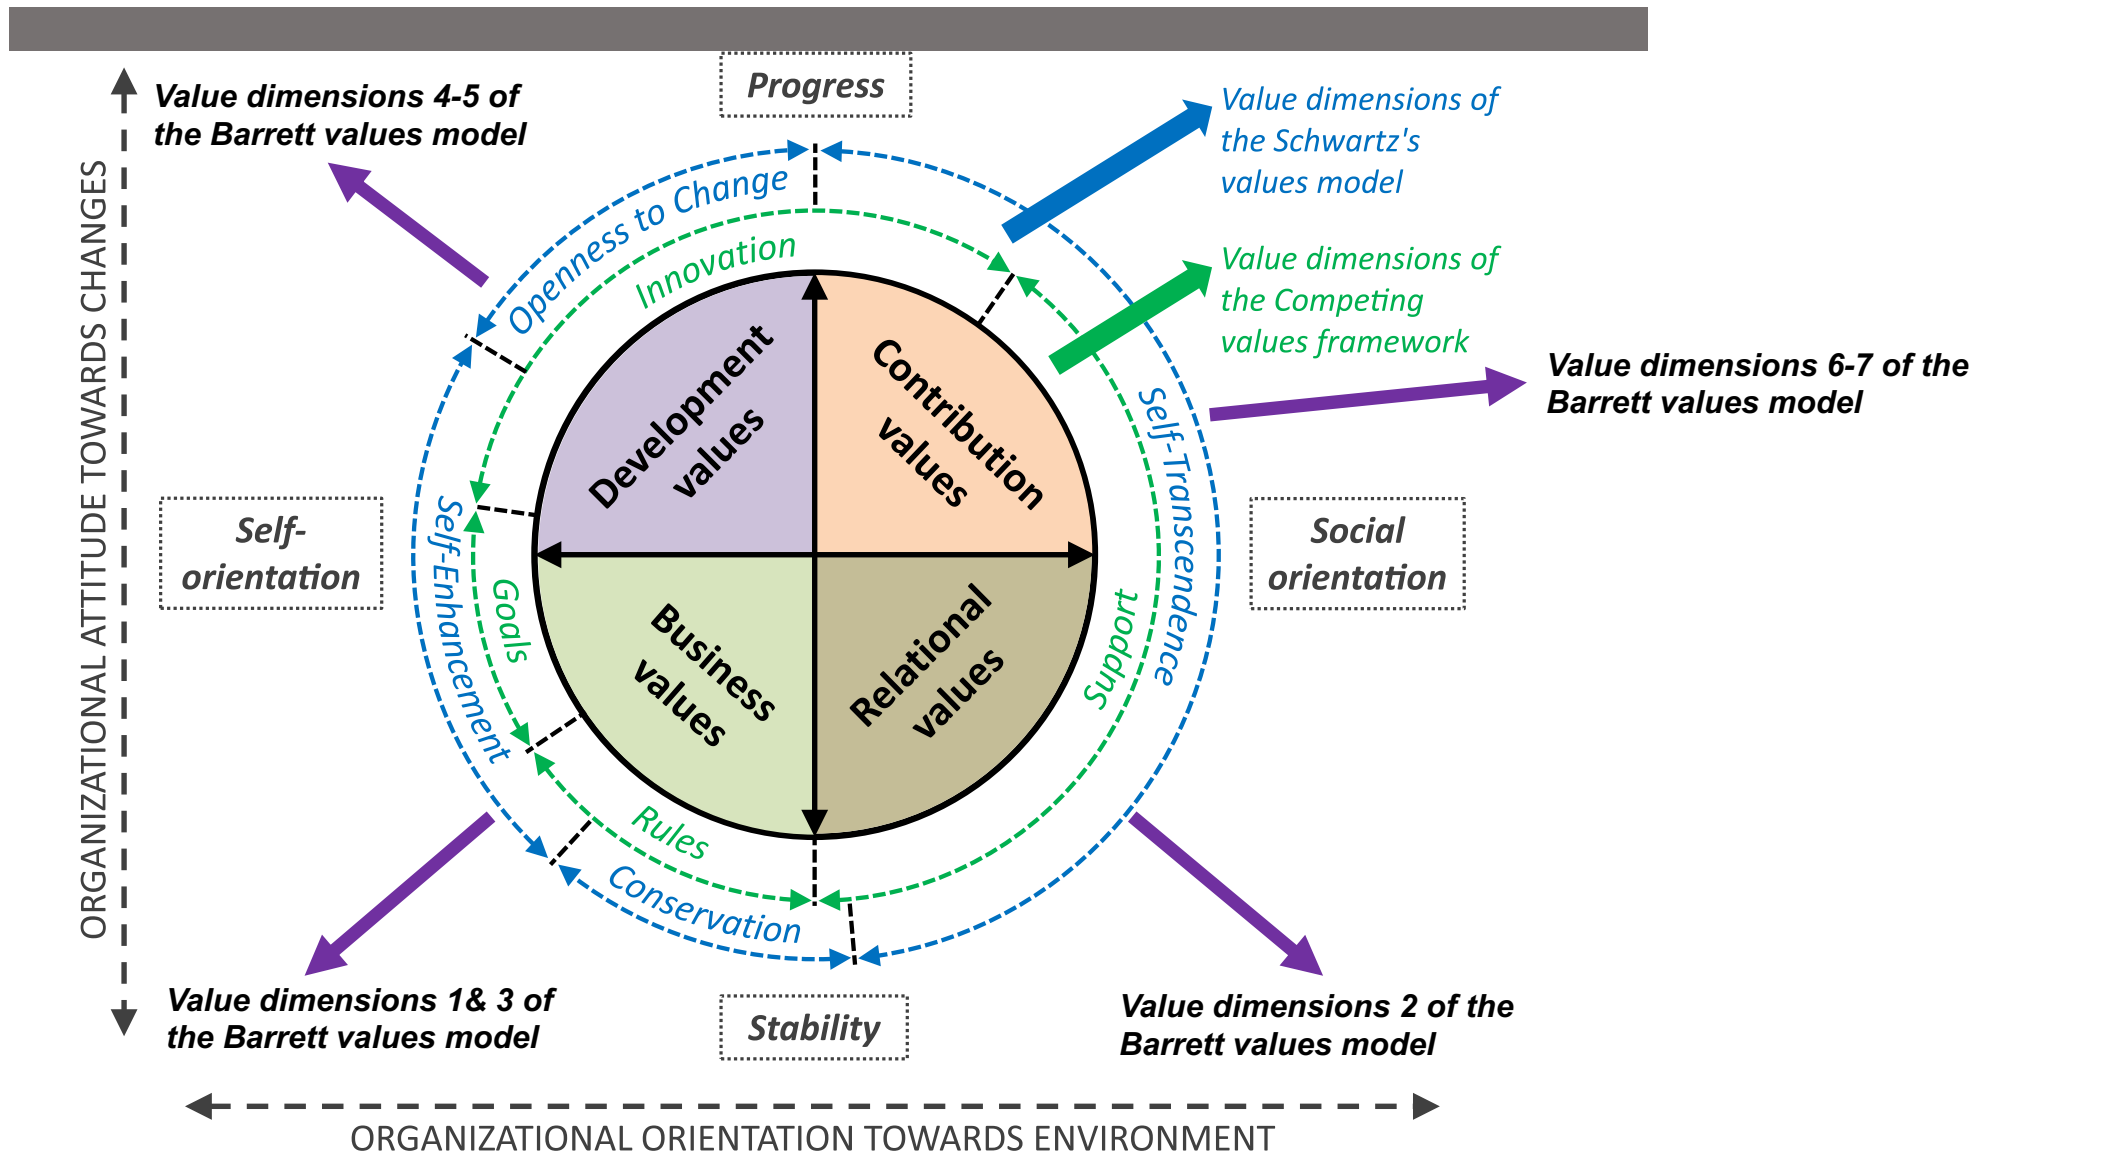 Progress
Value dimensions 4-5 of
the Barrett values model
Value dimensions of
the Schwartz's
values model
Value dimensions of
the Competing
values framework
Value dimensions 6-7 of the
Barrett values model
ORGANIZATIONAL ATTITUDE TOWARDS CHANGES
Openness to Change
Innovation
Development
values
Contribution
values
Self-Transcendence
Self-
orientation
Social
orientation
Self-Enhancement
Goals
Business
values
Relational
values
Support
Rules
Conservation
Value dimensions 1& 3 of
the Barrett values model
Stability
Value dimensions 2 of the
Barrett values model
ORGANIZATIONAL ORIENTATION TOWARDS ENVIRONMENT